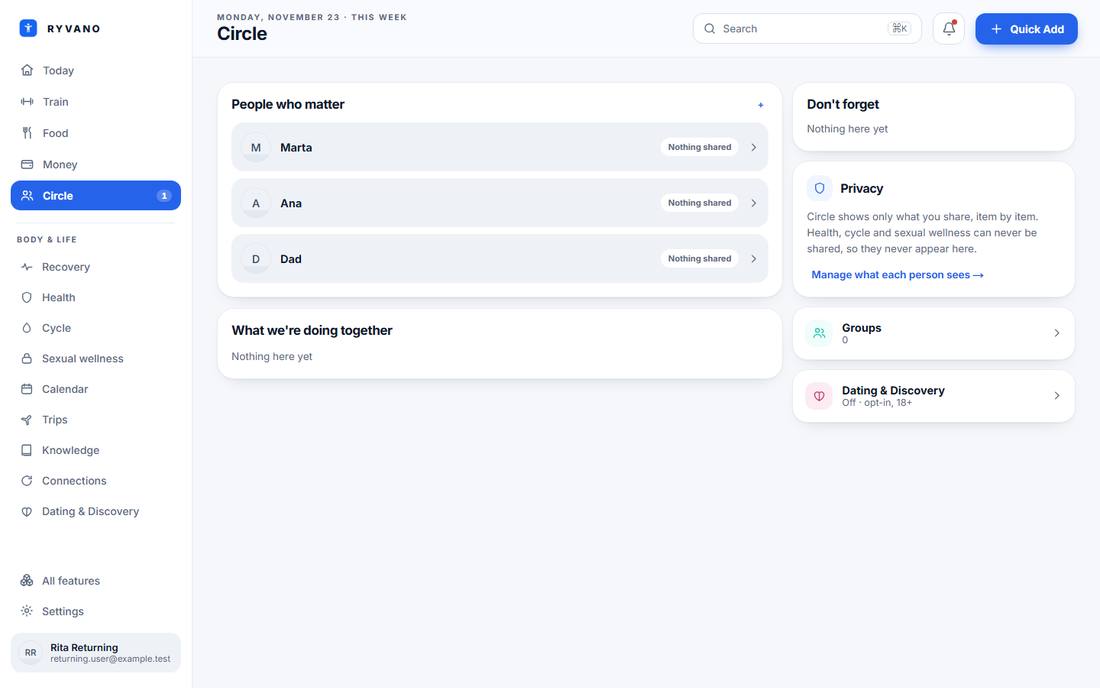 RYVANO
Today
Train
Food
Money
Circle 1
BODY & LIFE
Recovery
Health
Cycle
Sexual wellness
Calendar
Trips
Knowledge
Connections
Dating & Discovery
All features
Settings
RR
Rita Returning
returning.user@example.test
MONDAY, NOVEMBER 23 · THIS WEEK
Circle
Search ⌘K
+ Quick Add
People who matter +
M Marta Nothing shared
A Ana Nothing shared
D Dad Nothing shared
What we're doing together
Nothing here yet
Don't forget
Nothing here yet
Privacy
Circle shows only what you share, item by item.
Health, cycle and sexual wellness can never be
shared, so they never appear here.
Manage what each person sees →
Groups
0
Dating & Discovery
Off · opt-in, 18+